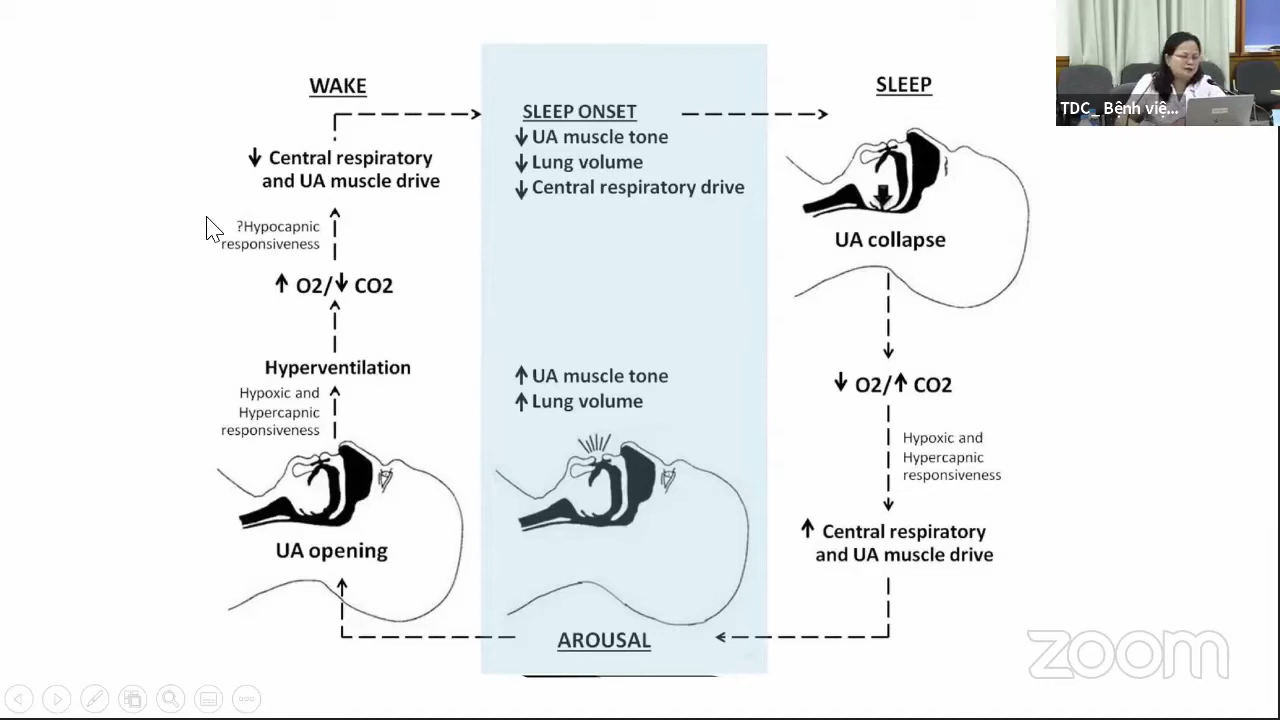 WAKE
↓ Central respiratory
and UA muscle drive
?Hypocapnic
responsiveness
↑ O2/↓ CO2
Hyperventilation
Hypoxic and
Hypercapnic
responsiveness
UA opening
SLEEP ONSET
↓ UA muscle tone
↓ Lung volume
↓ Central respiratory drive
↑ UA muscle tone
↑ Lung volume
AROUSAL
SLEEP
UA collapse
↓ O2/↑ CO2
Hypoxic and
Hypercapnic
responsiveness
↑ Central respiratory
and UA muscle drive
TDC_ Bệnh việ...
zoom